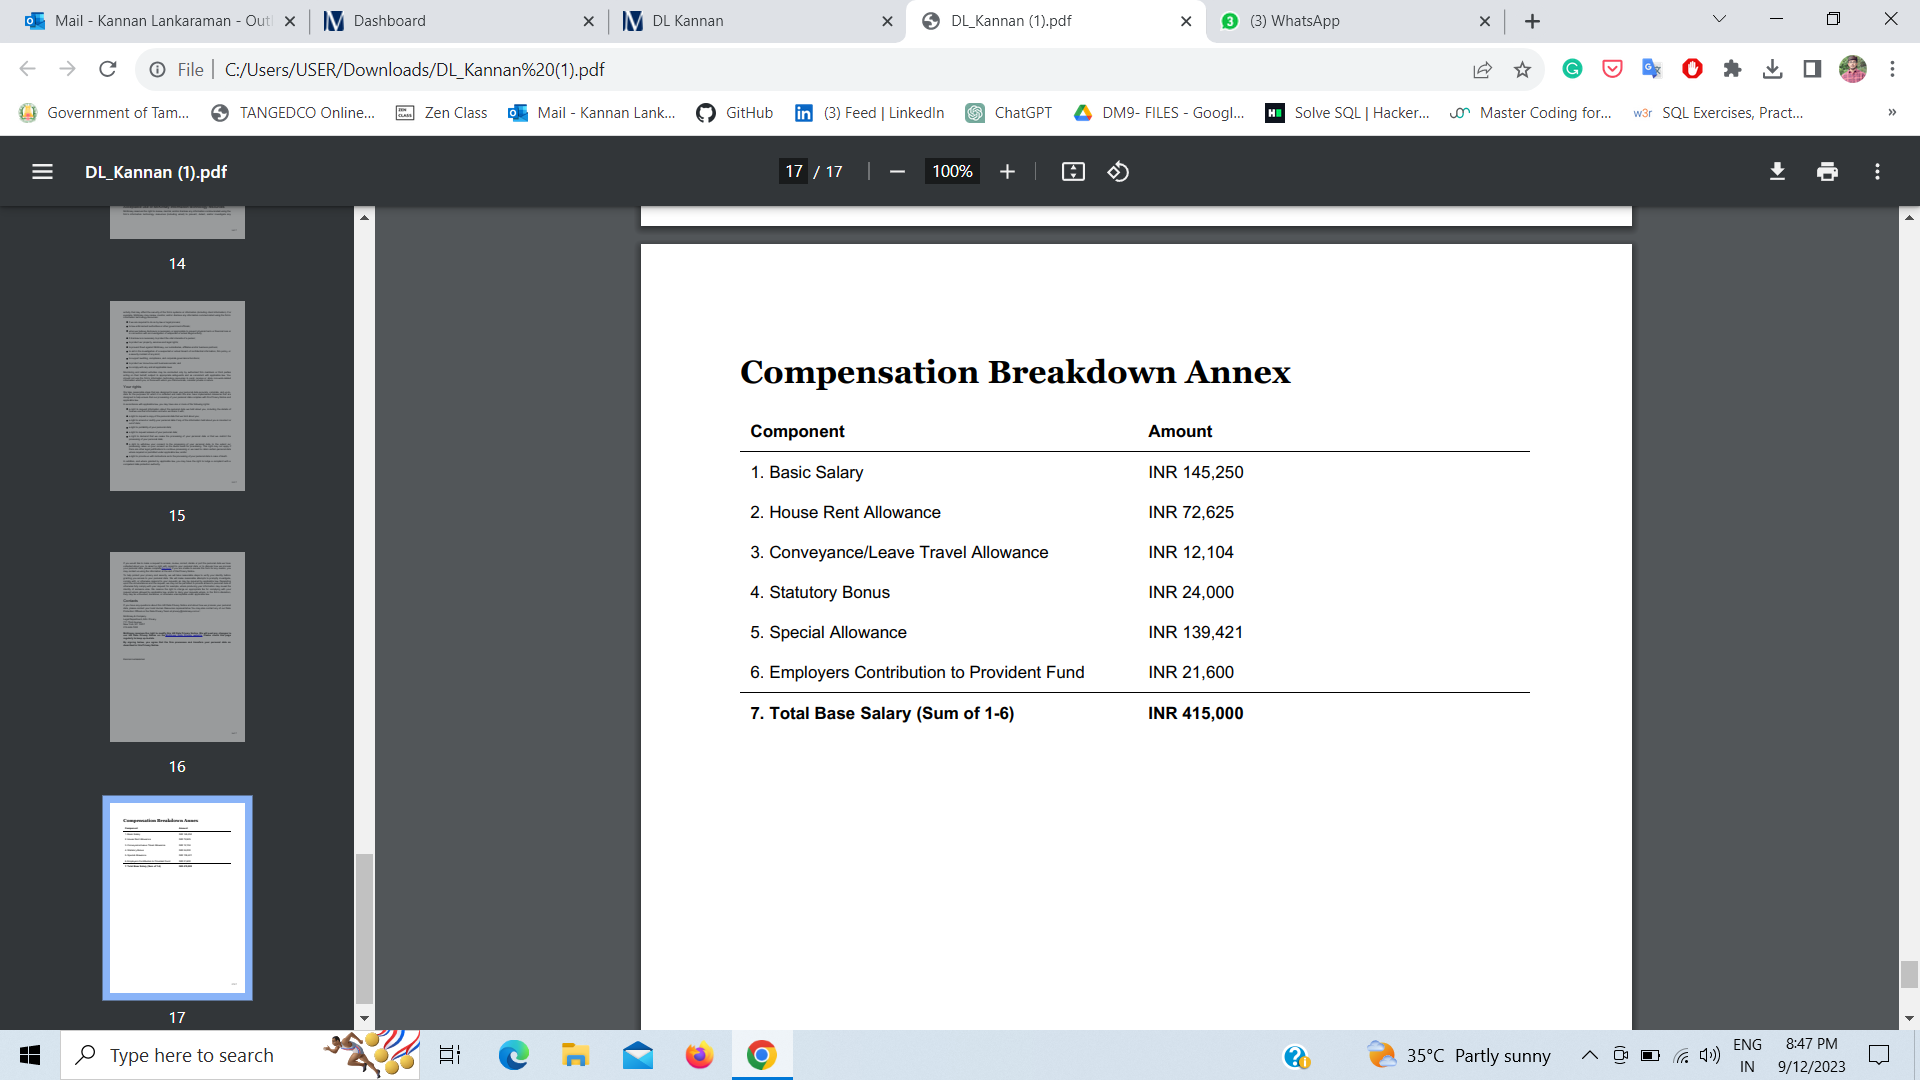 Mail - Kannan Lankaraman - Outl
Dashboard
DL Kannan
DL_Kannan (1).pdf
3 (3) WhatsApp
File | C:/Users/USER/Downloads/DL_Kannan%20(1).pdf
Government of Tam...
TANGEDCO Online...
Zen Class
Mail - Kannan Lank...
GitHub
(3) Feed | LinkedIn
ChatGPT
DM9- FILES - Googl...
Solve SQL | Hacker...
Master Coding for...
w3r SQL Exercises, Pract...
»
DL_Kannan (1).pdf
17 / 17
100%
14
15
16
17
Compensation Breakdown Annex
Component Amount
1. Basic Salary INR 145,250
2. House Rent Allowance INR 72,625
3. Conveyance/Leave Travel Allowance INR 12,104
4. Statutory Bonus INR 24,000
5. Special Allowance INR 139,421
6. Employers Contribution to Provident Fund INR 21,600
7. Total Base Salary (Sum of 1-6) INR 415,000
Type here to search
35°C Partly sunny
ENG
IN
8:47 PM
9/12/2023